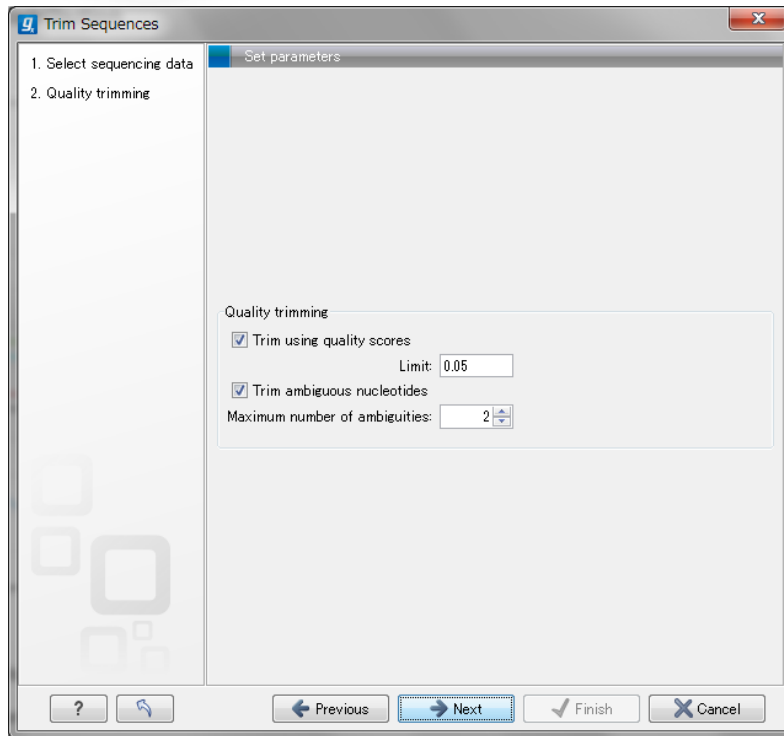 Trim Sequences
1. Select sequencing data
2. Quality trimming
Set parameters
Quality trimming
Trim using quality scores
Limit: 0.05
Trim ambiguous nucleotides
Maximum number of ambiguities: 2
? Previous Next Finish Cancel